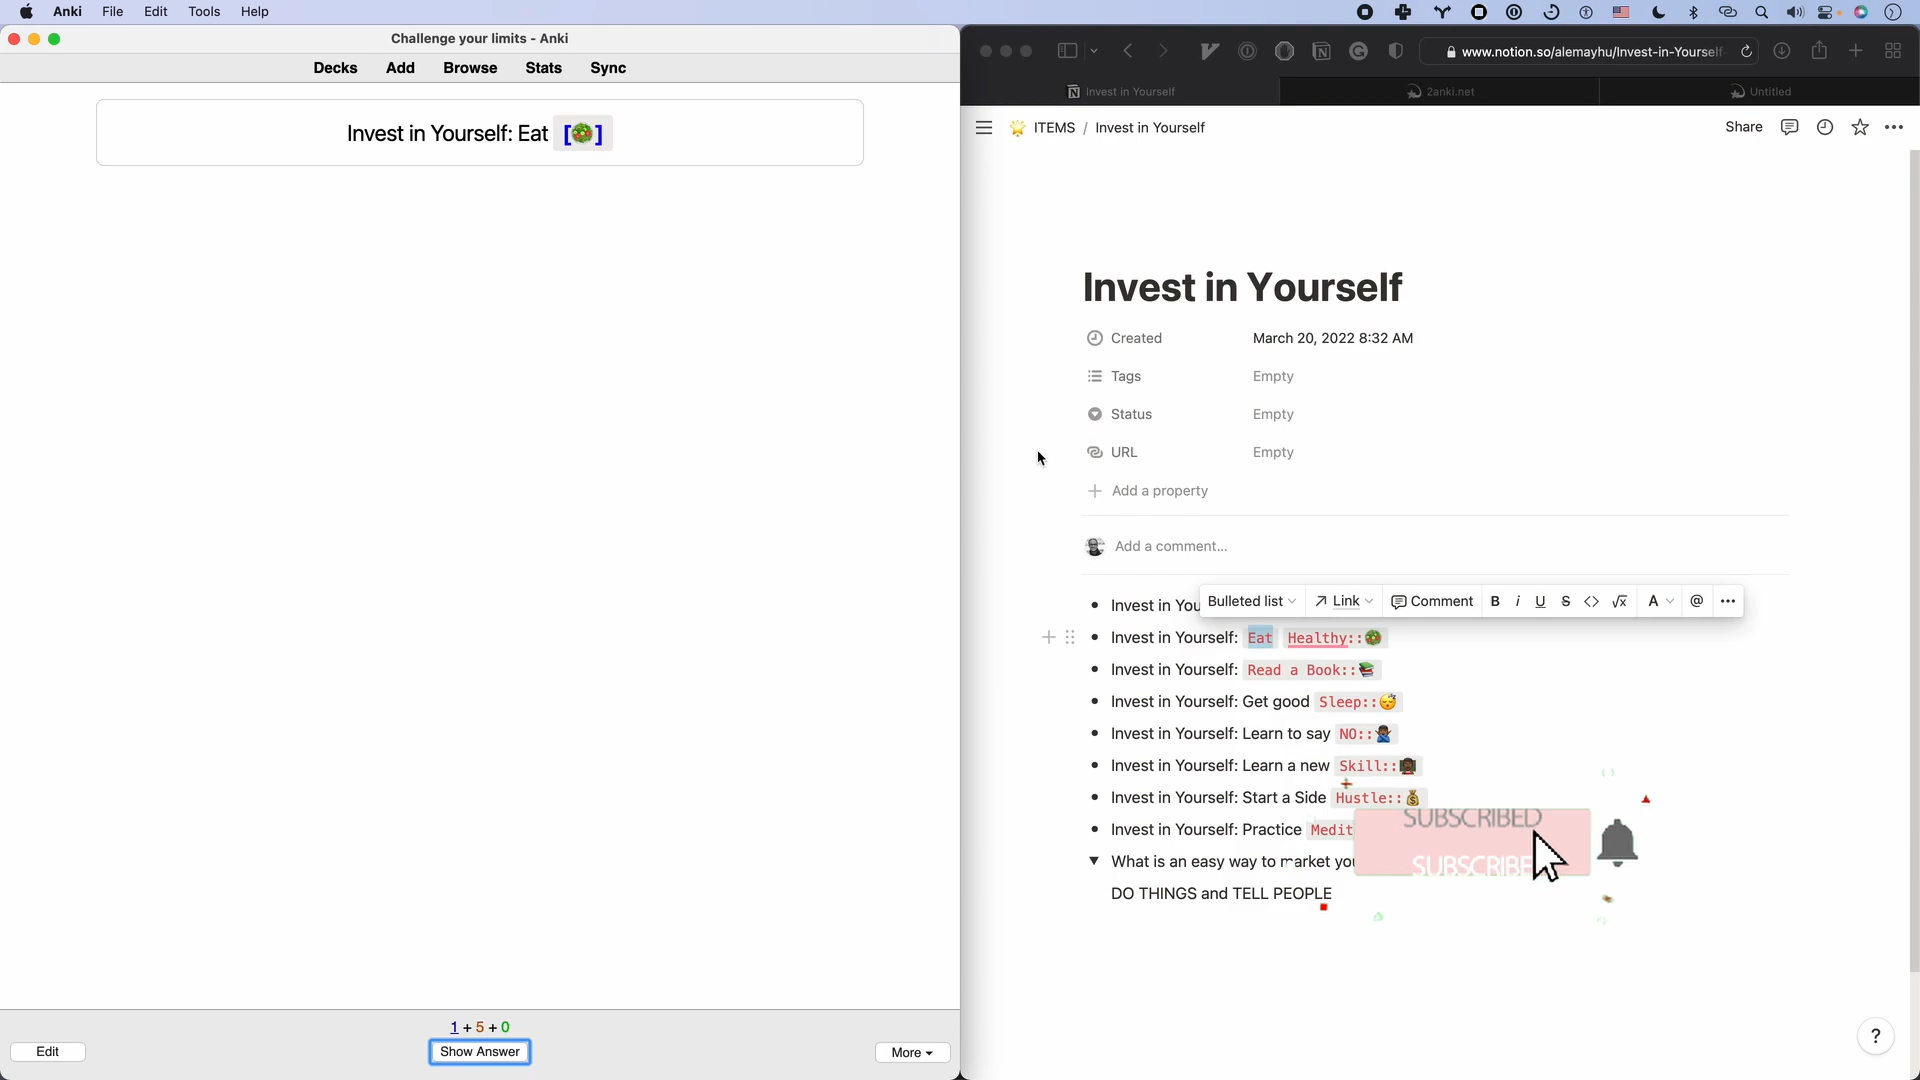 Anki File Edit Tools Help
Challenge your limits - Anki
Decks Add Browse Stats Sync
Invest in Yourself: Eat [🥗]
1 + 5 + 0
Edit
Show Answer
More
www.notion.so/alemayhu/Invest-in-Yourself-
Invest in Yourself
2anki.net
Untitled
ITEMS / Invest in Yourself
Share
Invest in Yourself
Created March 20, 2022 8:32 AM
Tags Empty
Status Empty
URL Empty
Add a property
Add a comment...
Bulleted list Link Comment B i U S <> √x A @ •••
• Invest in You
• Invest in Yourself: Eat Healthy::🥗
• Invest in Yourself: Read a Book::📚
• Invest in Yourself: Get good Sleep::😴
• Invest in Yourself: Learn to say NO::🙅🏾‍♂️
• Invest in Yourself: Learn a new Skill::👩🏿‍🏫
• Invest in Yourself: Start a Side Hustle::💰
• Invest in Yourself: Practice Medit
▼ What is an easy way to market you
DO THINGS and TELL PEOPLE
SUBSCRIBED
SUBSCRIBE
?